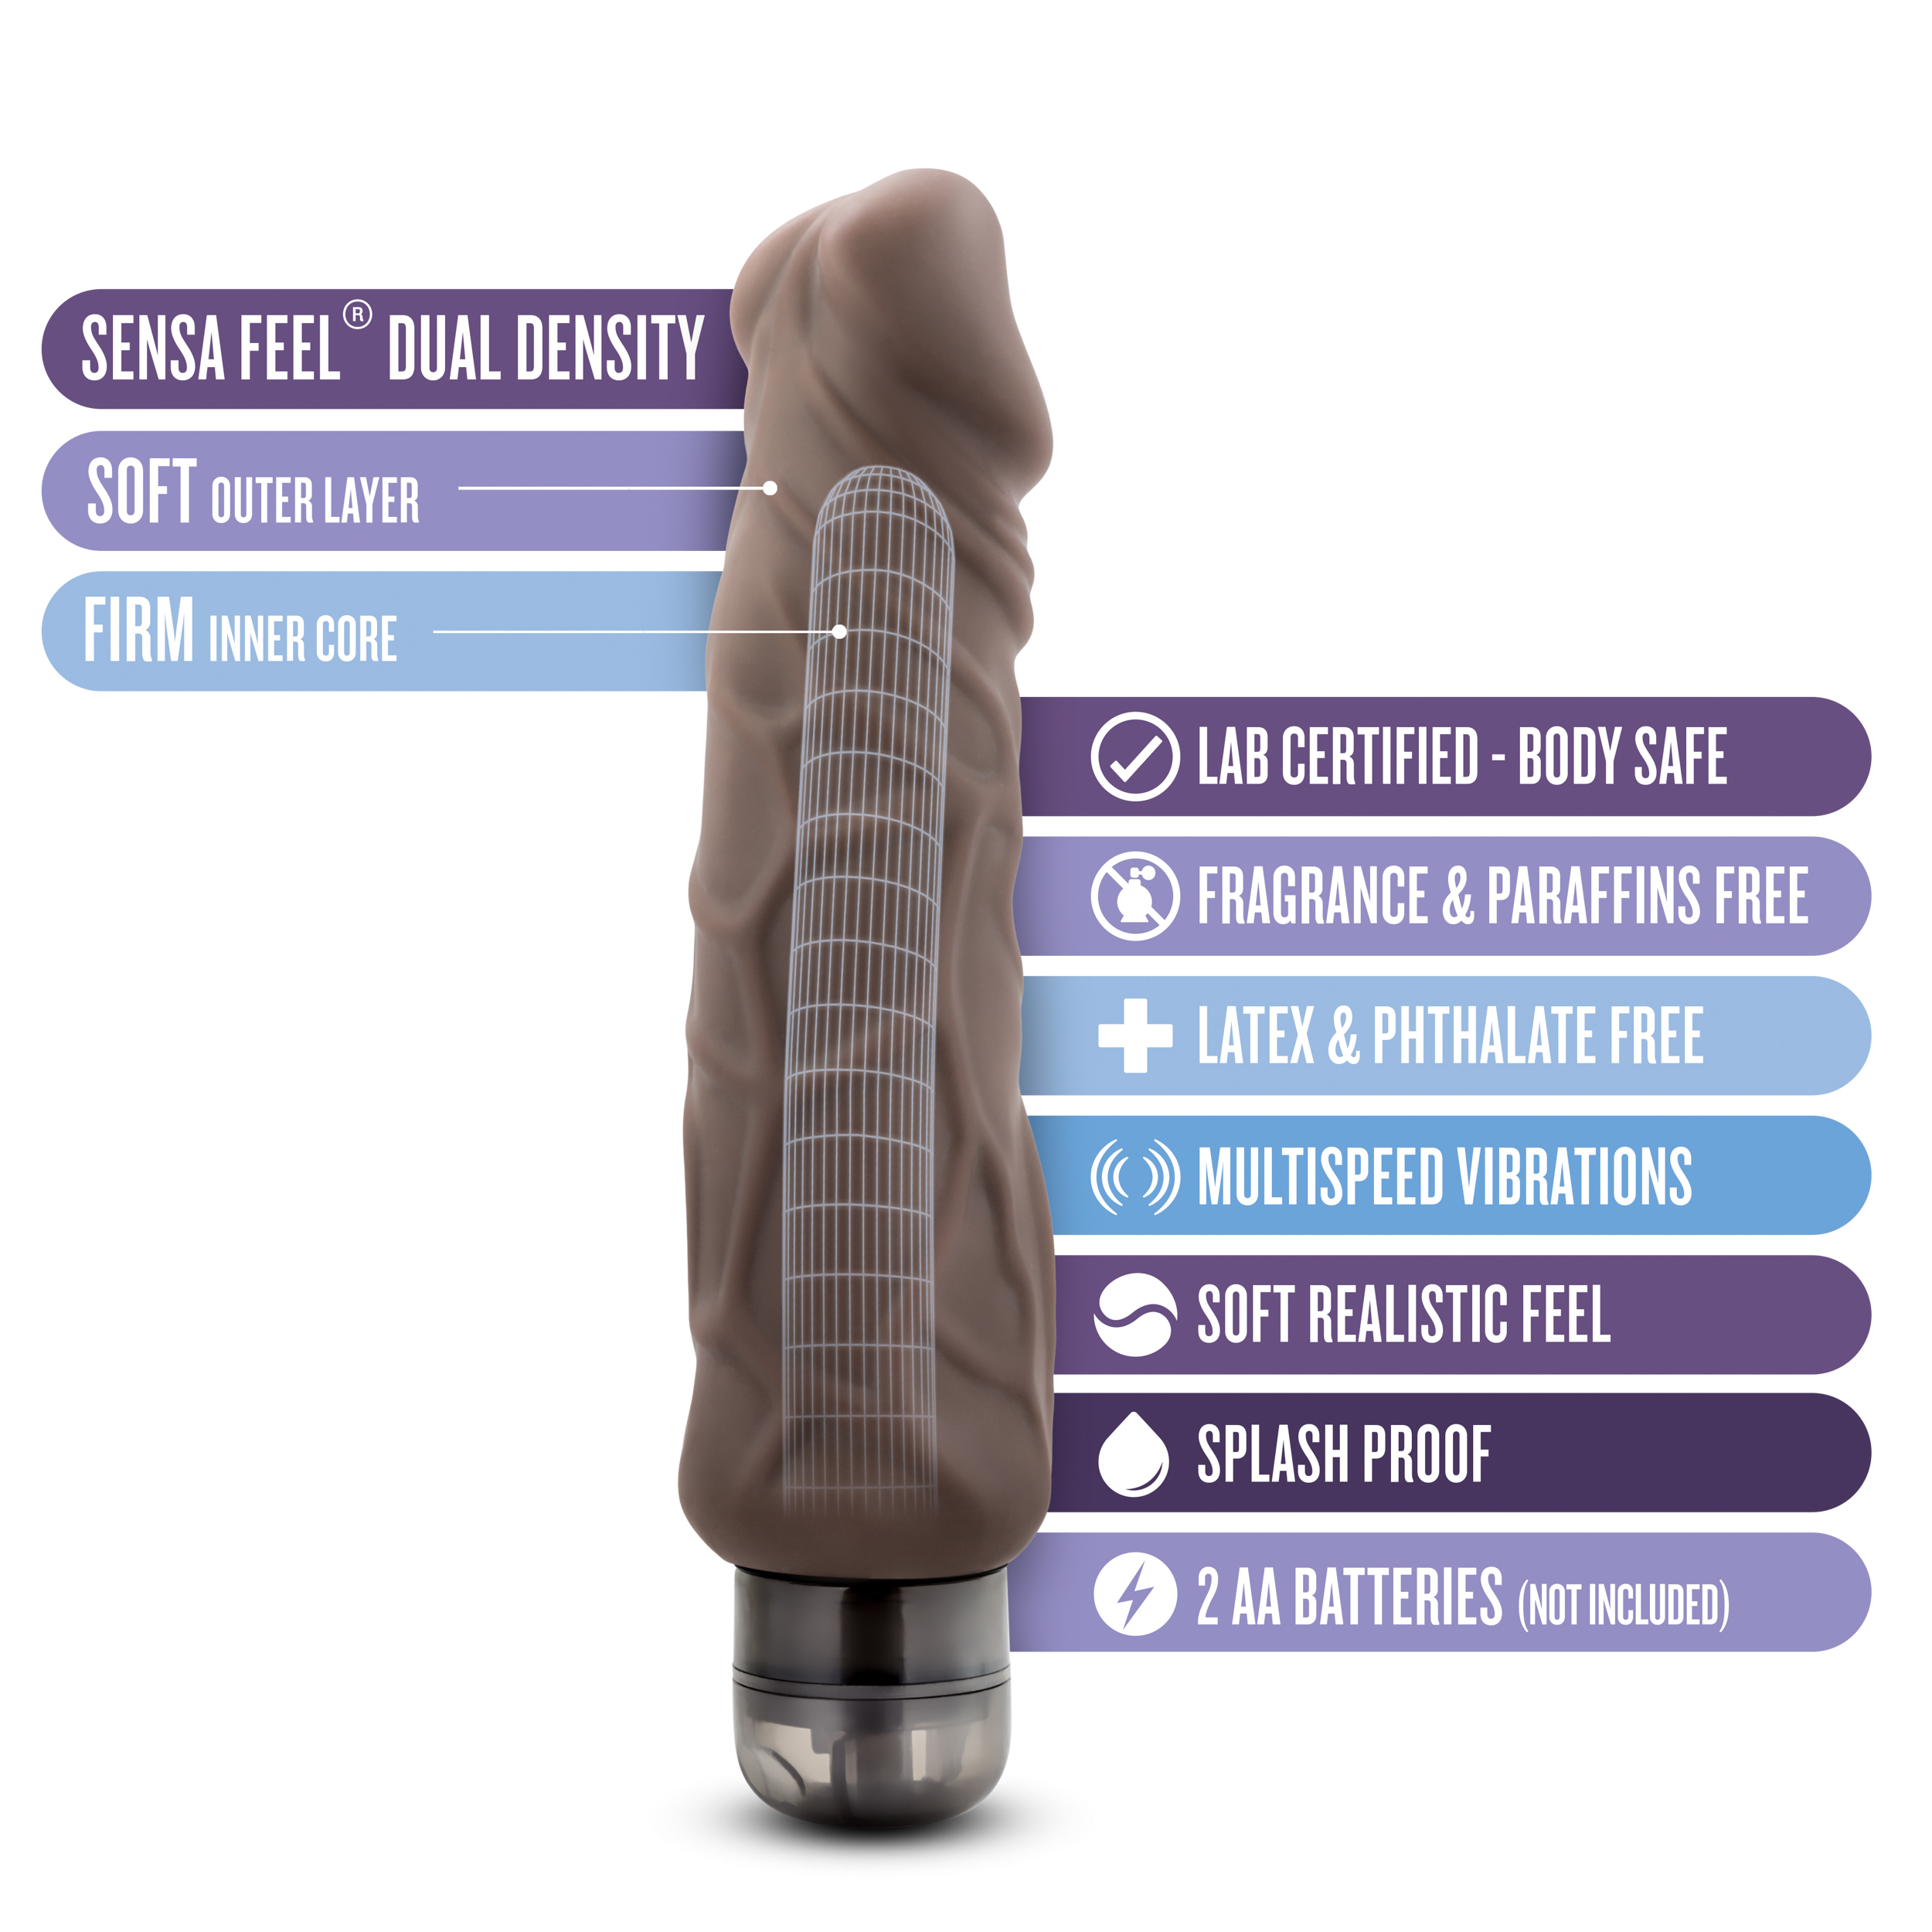 SENSA FEEL® DUAL DENSITY
SOFT OUTER LAYER
FIRM INNER CORE
LAB CERTIFIED - BODY SAFE
FRAGRANCE & PARAFFINS FREE
LATEX & PHTHALATE FREE
MULTISPEED VIBRATIONS
SOFT REALISTIC FEEL
SPLASH PROOF
2 AA BATTERIES (NOT INCLUDED)